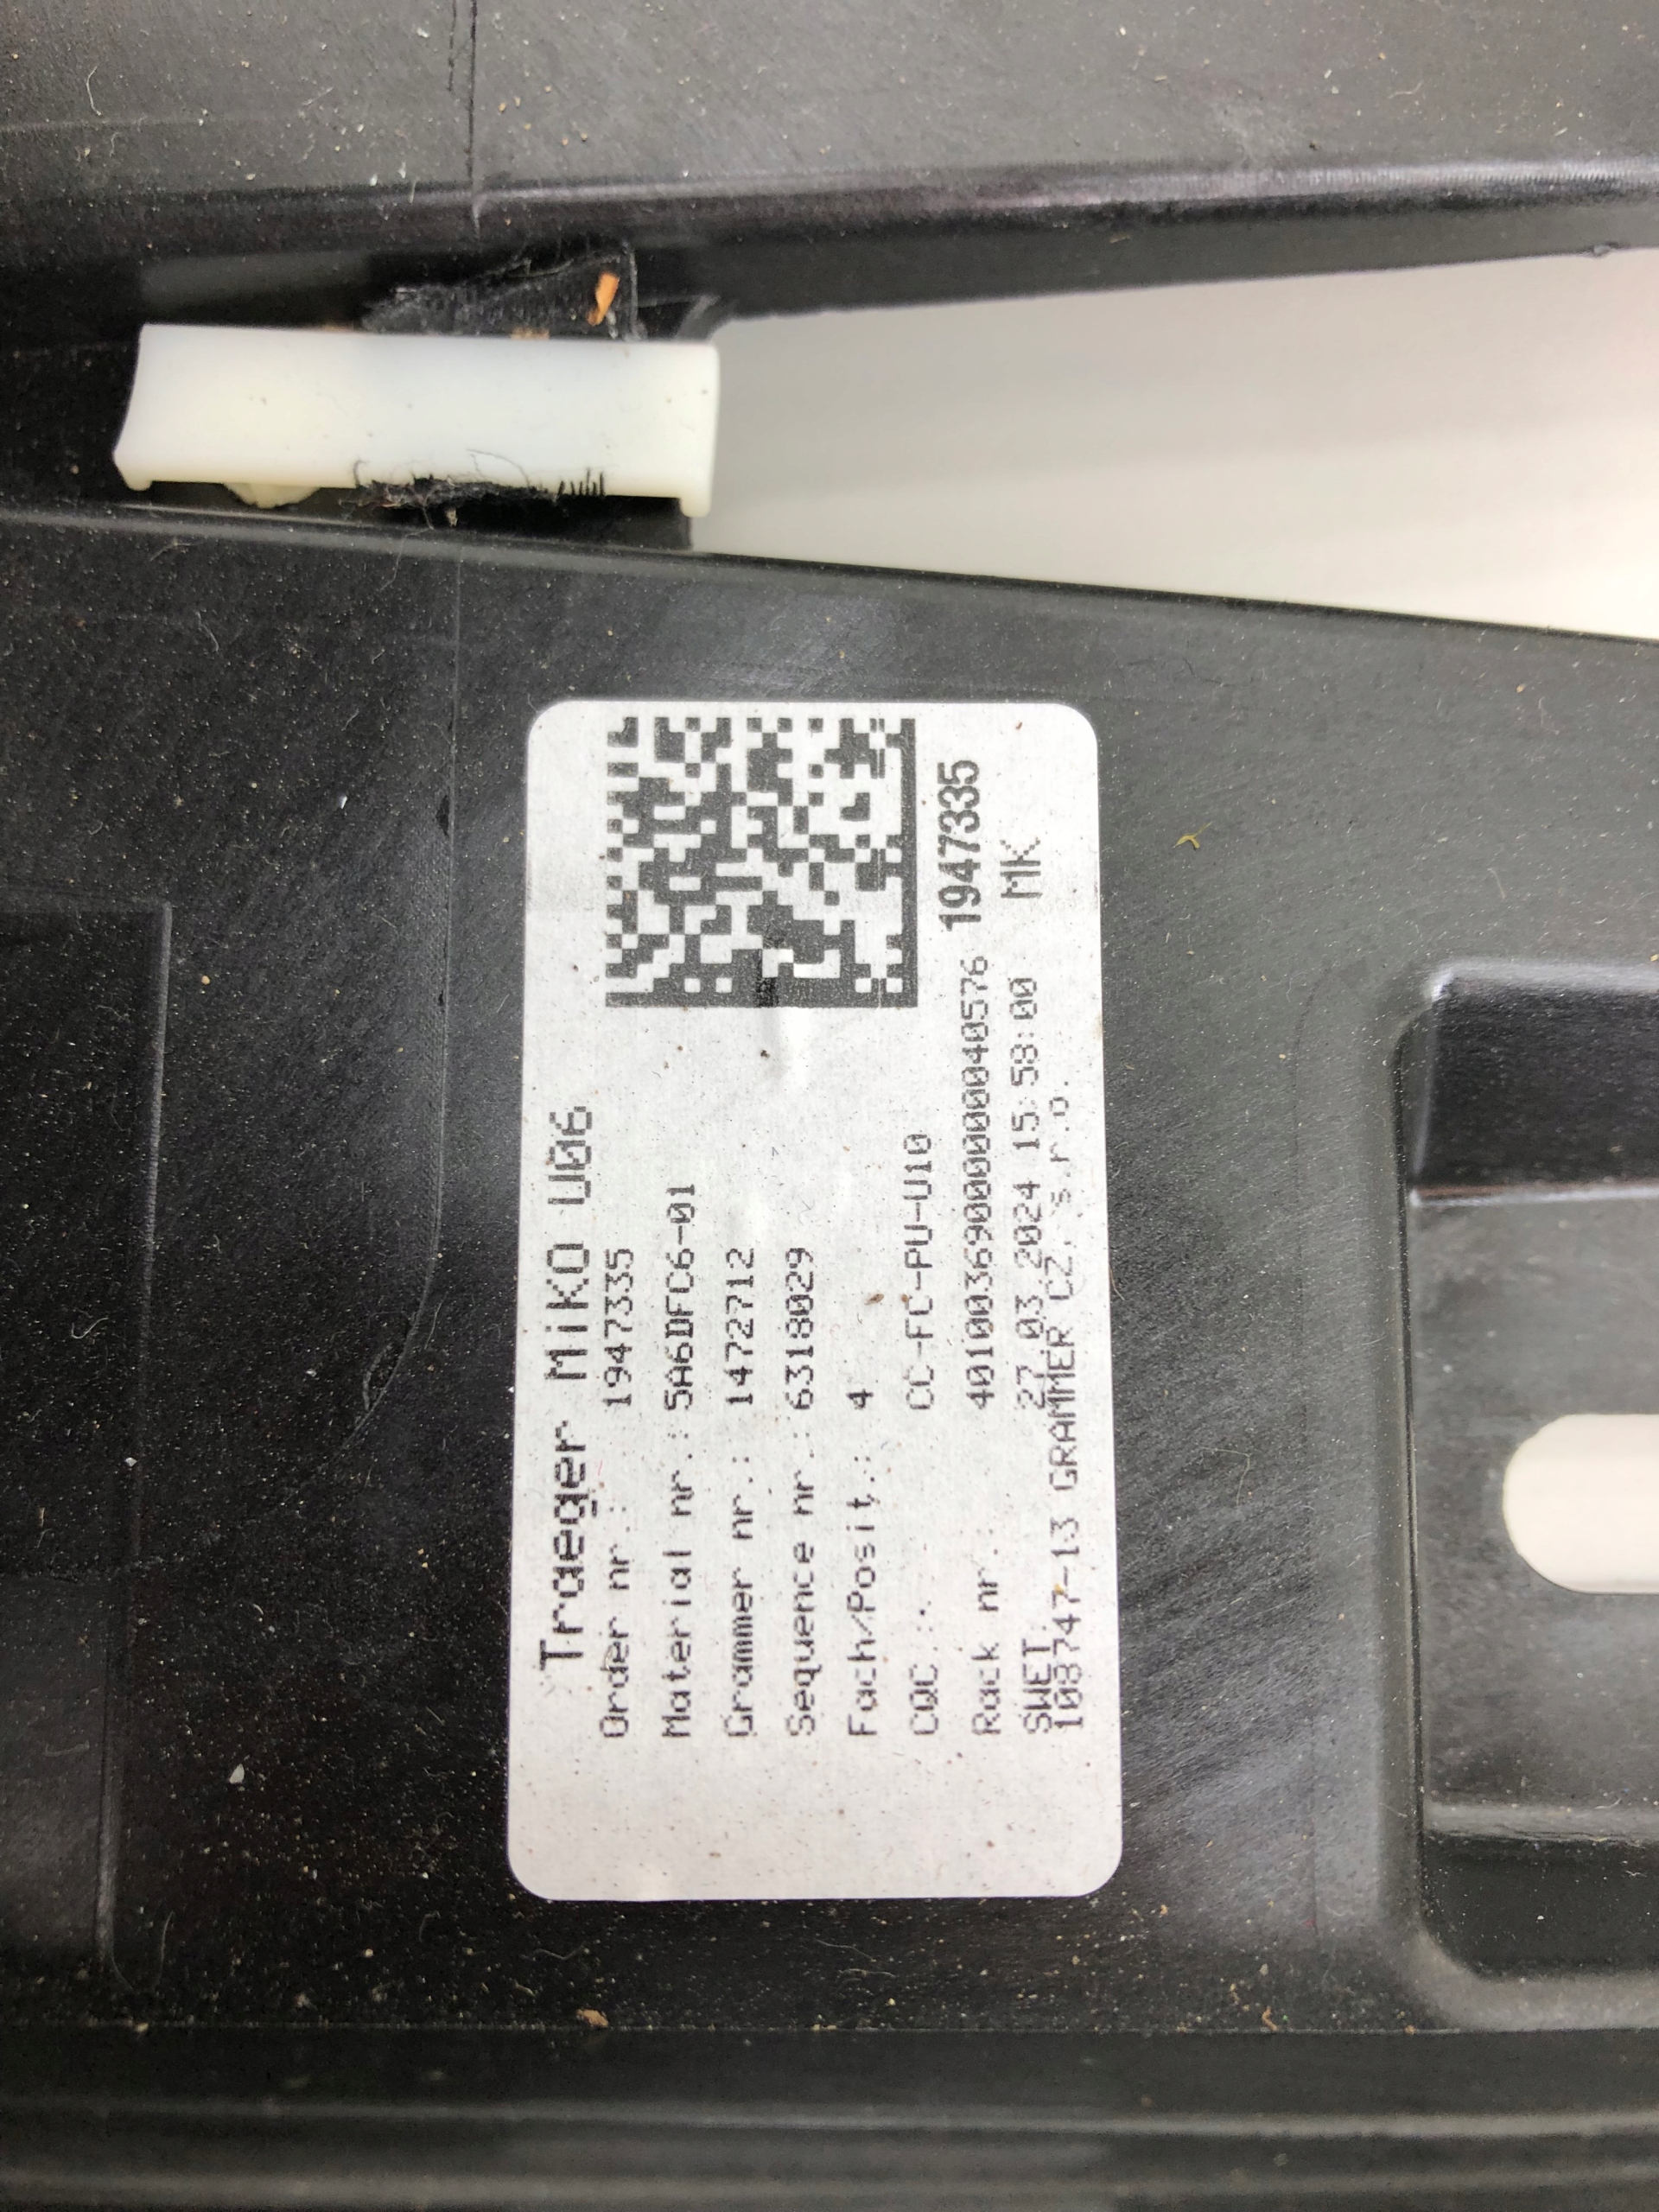 Traeger MiKO U06
Order nr.: 1947335
Material nr.: 5A6DFC6-01
Grammer nr.: 1472712
Sequence nr.: 6318029
Fach/Posit.: 4
CQC.: CC-FC-PU-U10
Rack nr.: 40100369000000040576 1947335
SWET: 27.03.2024 15:58:00 MK
108747-13 GRAMMER CZ, s.r.o.